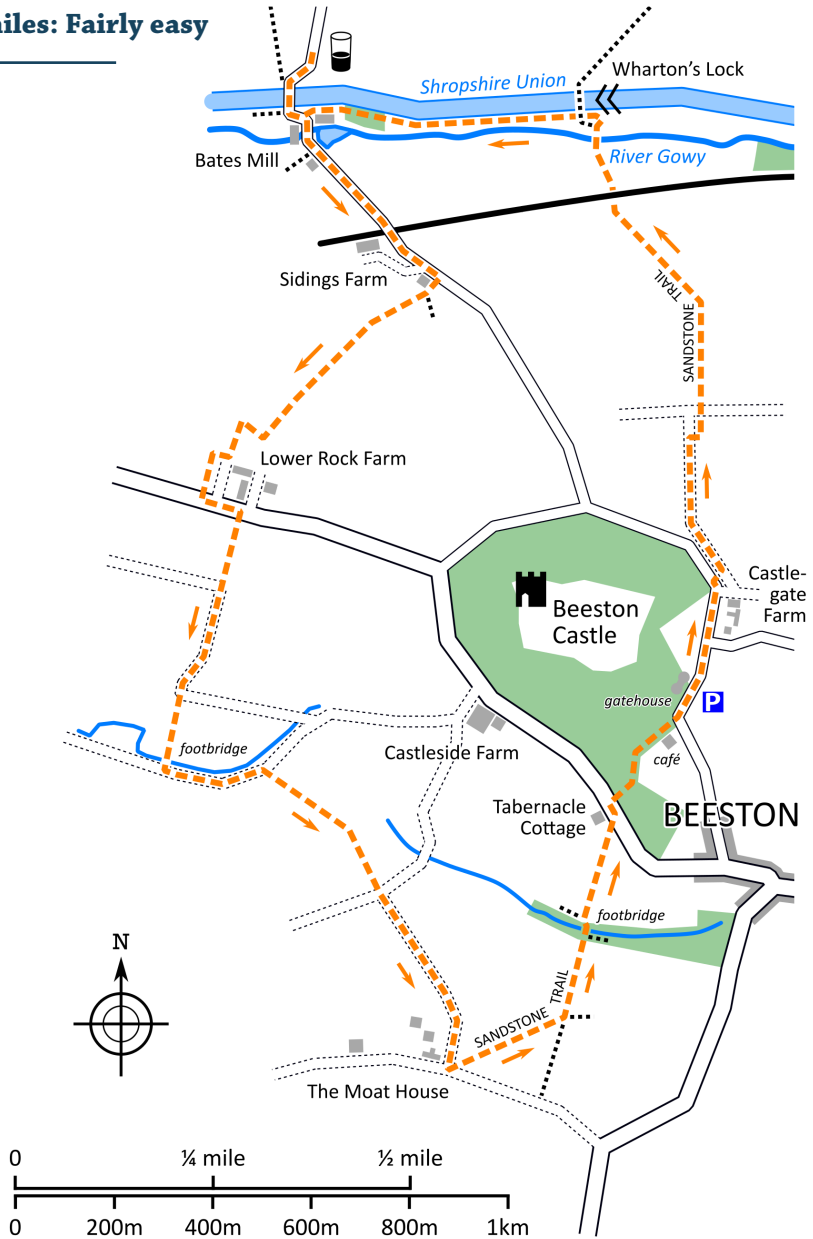 iles: Fairly easy
Shropshire Union
Wharton's Lock
Bates Mill
River Gowy
Sidings Farm
SANDSTONE
TRAIL
Lower Rock Farm
Castle-
gate
Farm
Beeston
Castle
gatehouse
P
footbridge
Castleside Farm
café
Tabernacle
Cottage
BEESTON
footbridge
N
SANDSTONE
TRAIL
The Moat House
0 ¼ mile ½ mile
0 200m 400m 600m 800m 1km